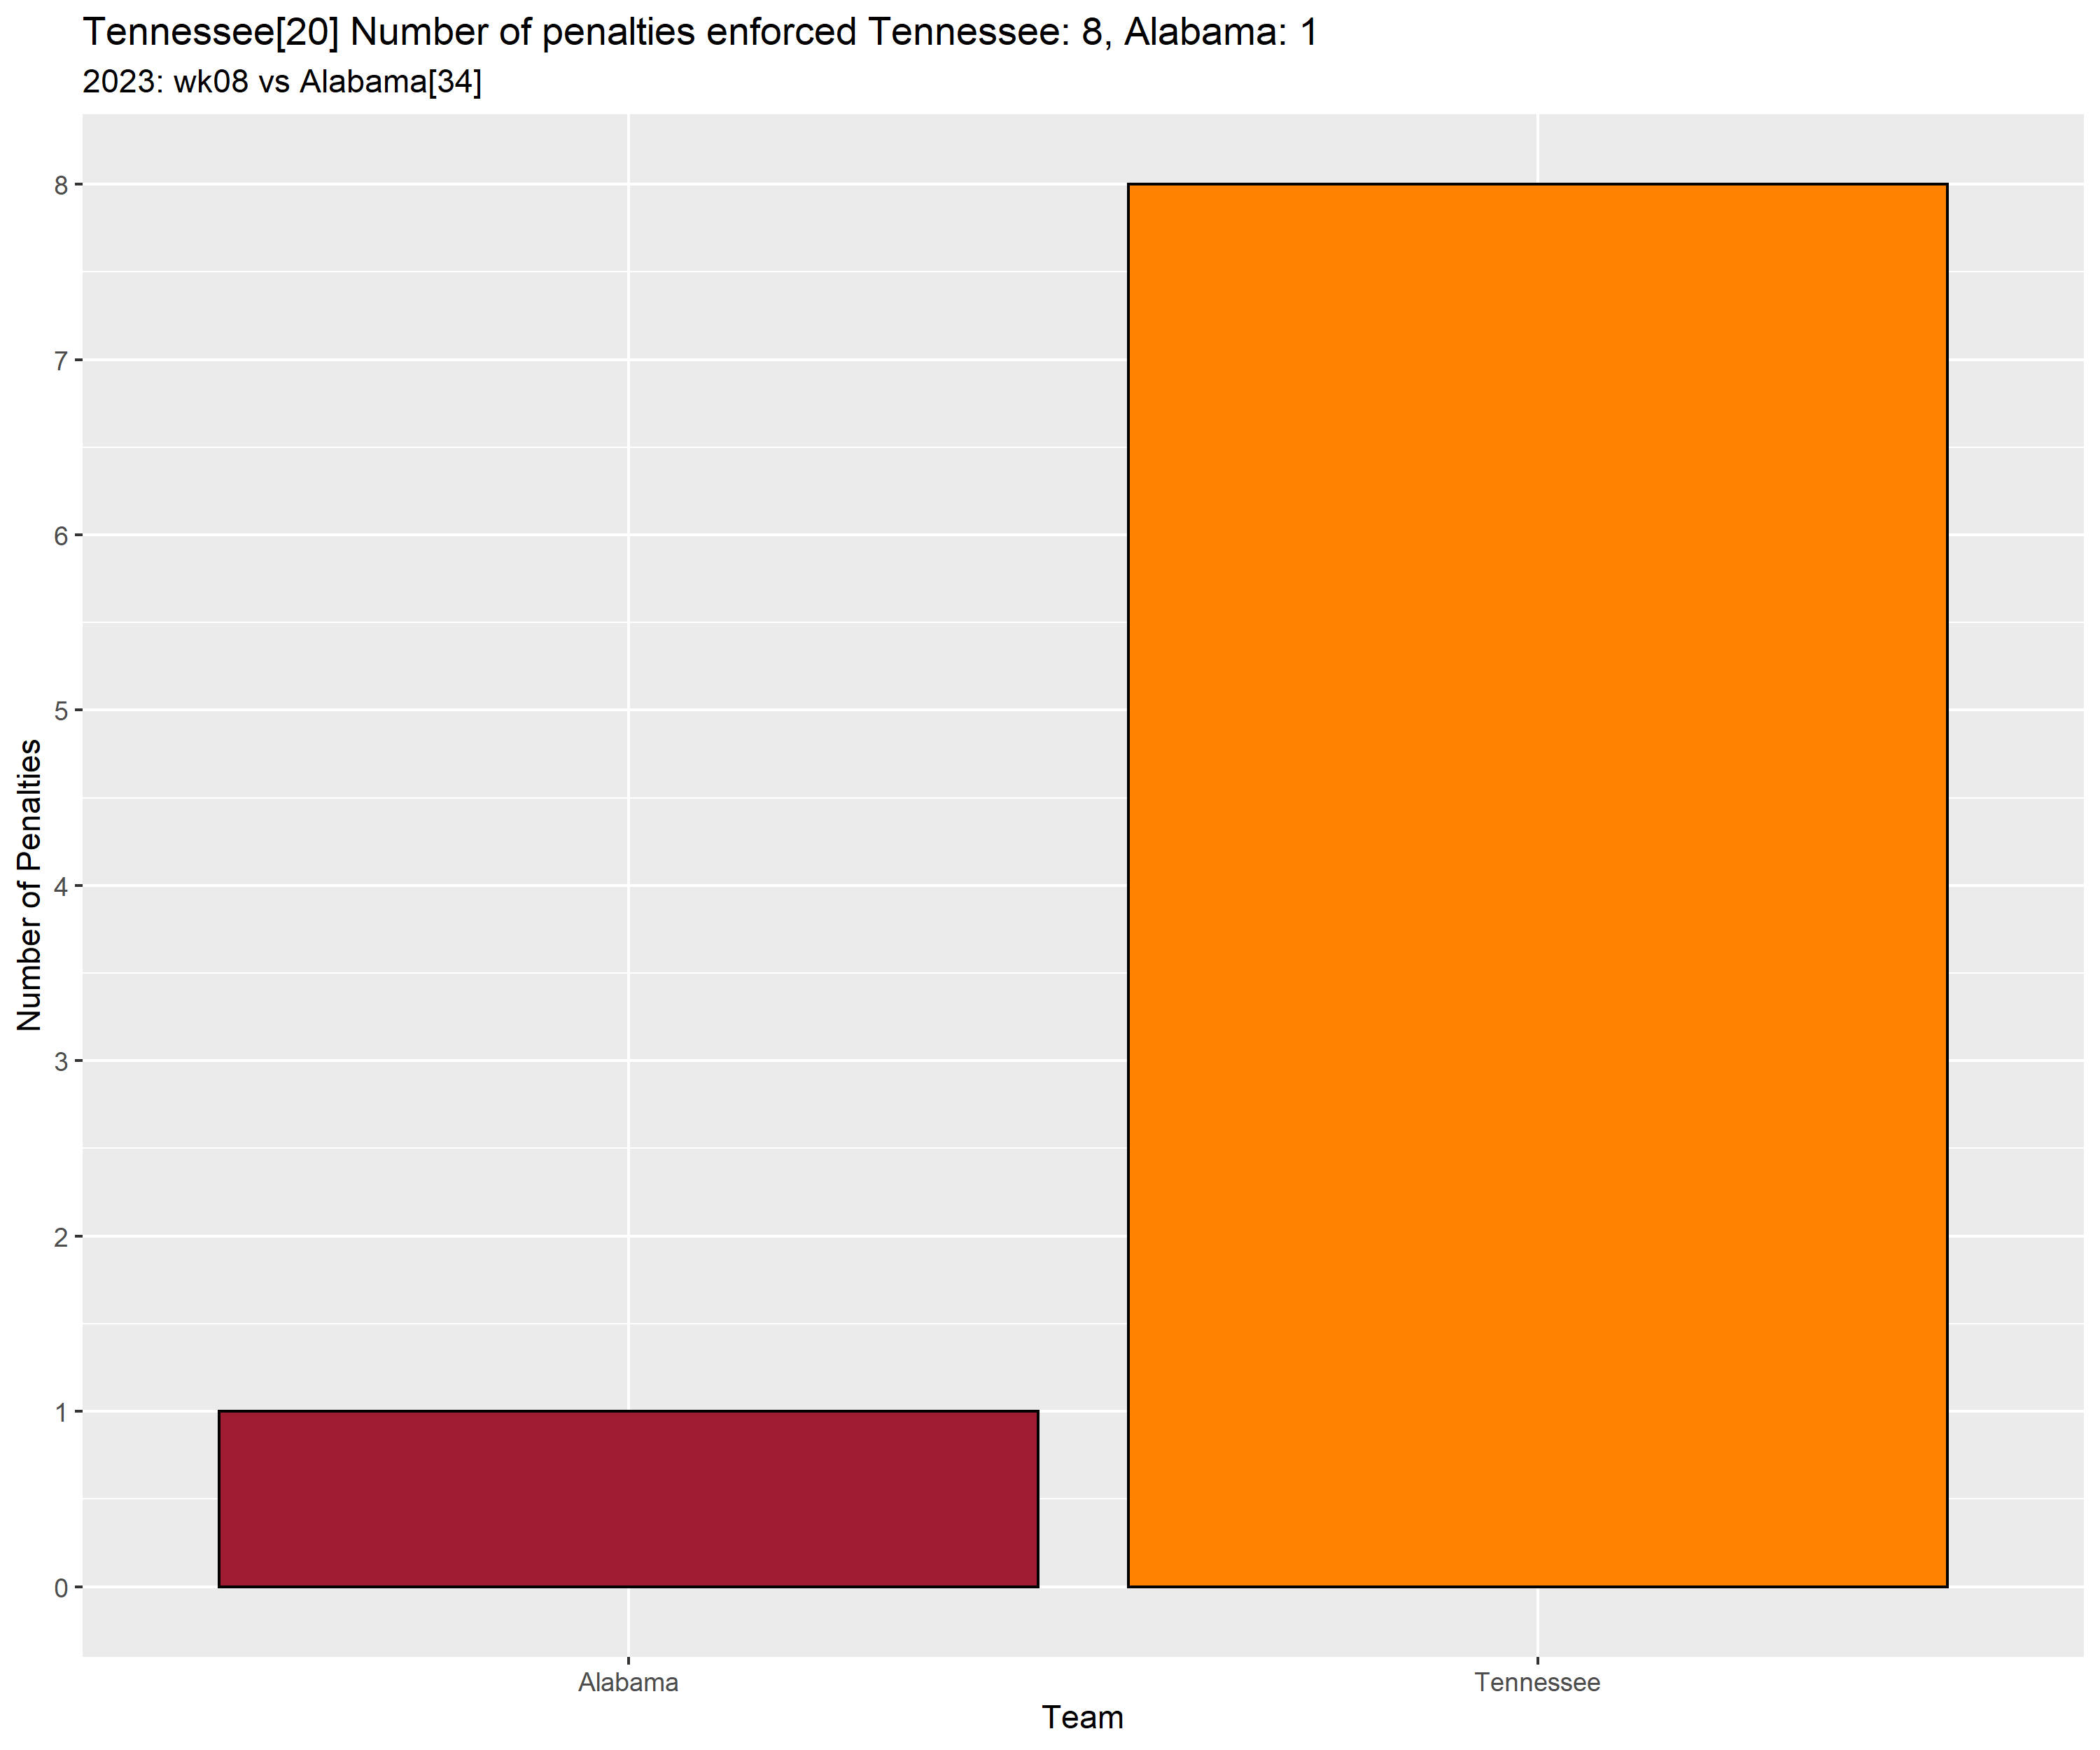 Tennessee[20] Number of penalties enforced Tennessee: 8, Alabama: 1
2023: wk08 vs Alabama[34]
Number of Penalties
8
7
6
5
4
3
2
1
0
Alabama
Tennessee
Team